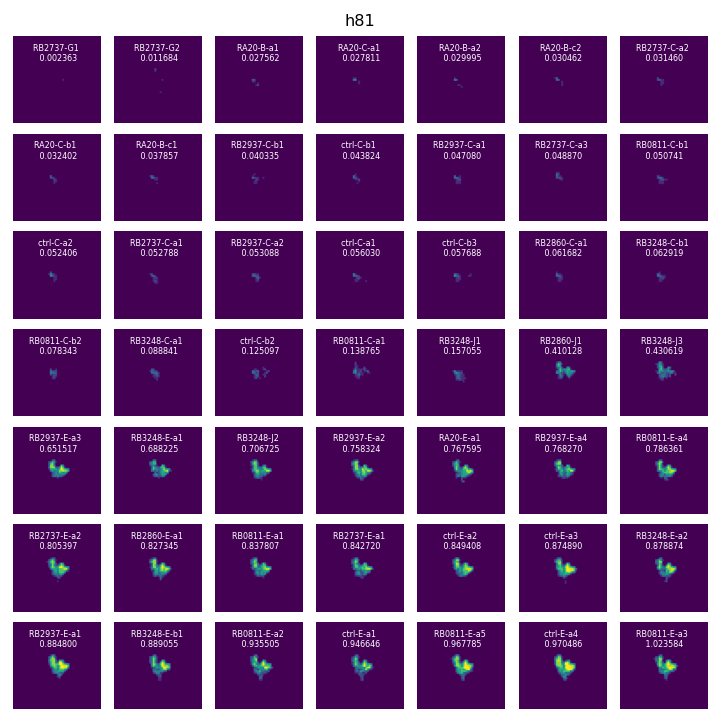 h81
RB2737-G1
0.002363
RB2737-G2
0.011684
RA20-B-a1
0.027562
RA20-C-a1
0.027811
RA20-B-a2
0.029995
RA20-B-c2
0.030462
RB2737-C-a2
0.031460
RA20-C-b1
0.032402
RA20-B-c1
0.037857
RB2937-C-b1
0.040335
ctrl-C-b1
0.043824
RB2937-C-a1
0.047080
RB2737-C-a3
0.048870
RB0811-C-b1
0.050741
ctrl-C-a2
0.052406
RB2737-C-a1
0.052788
RB2937-C-a2
0.053088
ctrl-C-a1
0.056030
ctrl-C-b3
0.057688
RB2860-C-a1
0.061682
RB3248-C-b1
0.062919
RB0811-C-b2
0.078343
RB3248-C-a1
0.088841
ctrl-C-b2
0.125097
RB0811-C-a1
0.138765
RB3248-J1
0.157055
RB2860-J1
0.410128
RB3248-J3
0.430619
RB2937-E-a3
0.651517
RB3248-E-a1
0.688225
RB3248-J2
0.706725
RB2937-E-a2
0.758324
RA20-E-a1
0.767595
RB2937-E-a4
0.768270
RB0811-E-a4
0.786361
RB2737-E-a2
0.805397
RB2860-E-a1
0.827345
RB0811-E-a1
0.837807
RB2737-E-a1
0.842720
ctrl-E-a2
0.849408
ctrl-E-a3
0.874890
RB3248-E-a2
0.878874
RB2937-E-a1
0.884800
RB3248-E-b1
0.889055
RB0811-E-a2
0.935505
ctrl-E-a1
0.946646
RB0811-E-a5
0.967785
ctrl-E-a4
0.970486
RB0811-E-a3
1.023584